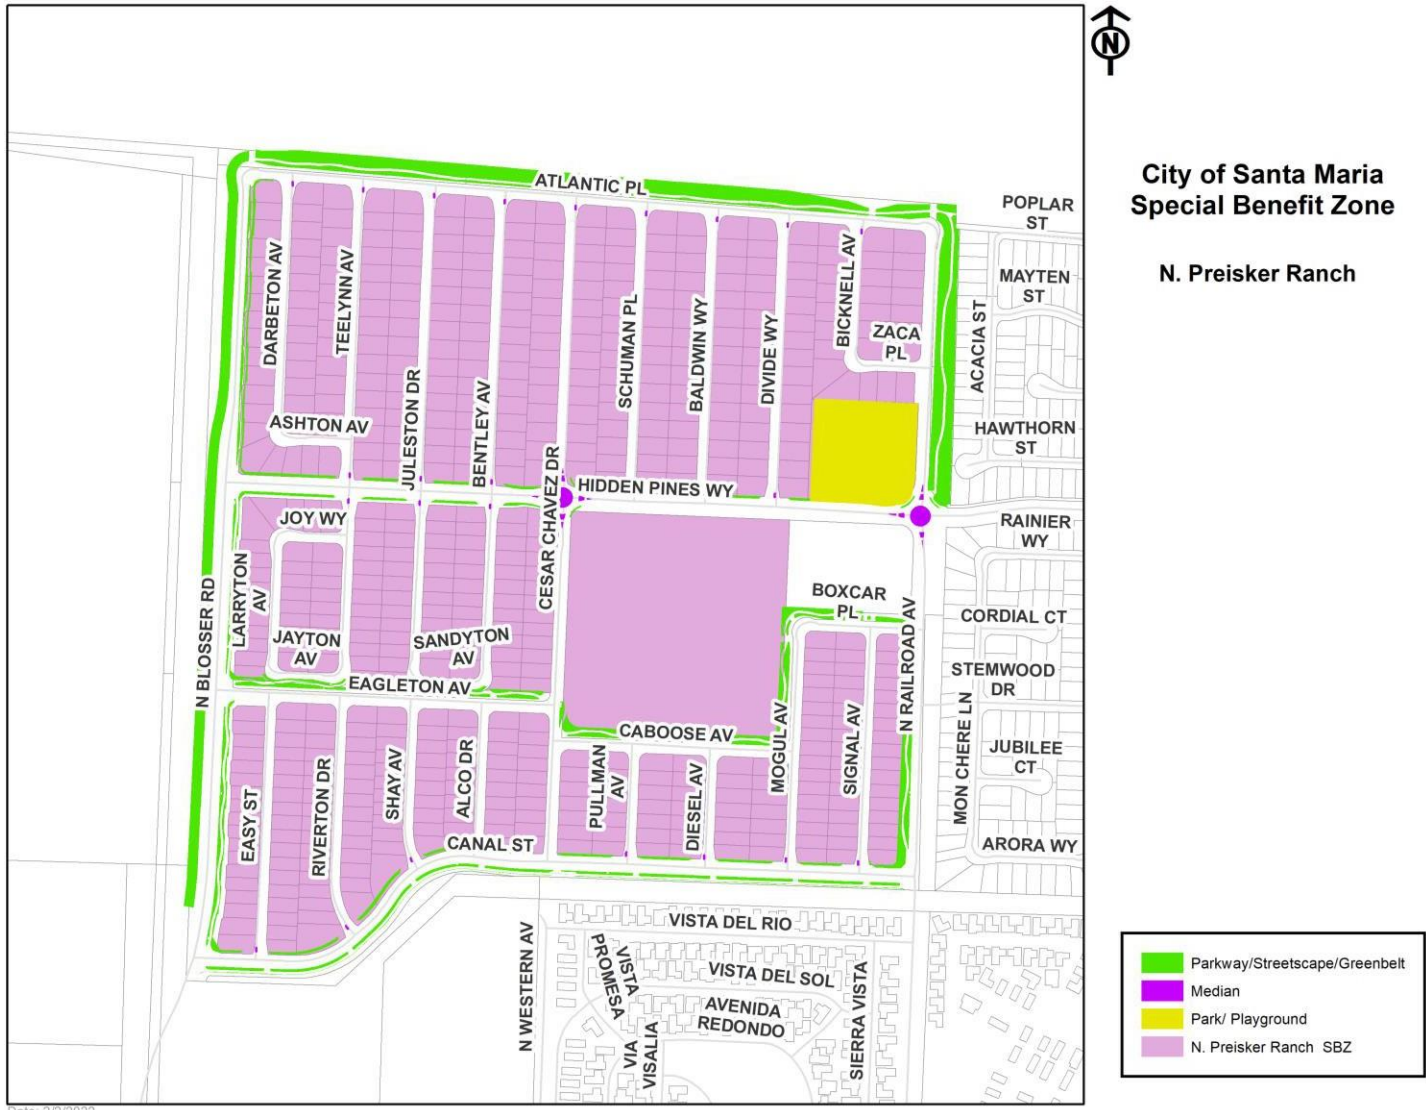 N
City of Santa Maria
Special Benefit Zone
N. Preisker Ranch
ATLANTIC PL
POPLAR
ST
MAYTEN
ST
DARBETON AV
TEELYNN AV
JULESTON DR
BENTLEY AV
CESAR CHAVEZ DR
SCHUMAN PL
BALDWIN WY
DIVIDE WY
BICKNELL AV
ZACA
PL
ACACIA ST
ASHTON AV
HAWTHORN
ST
HIDDEN PINES WY
JOY WY
RAINIER
WY
N BLOSSER RD
LARRYTON
AV
JAYTON
AV
SANDYTON
AV
BOXCAR
PL
N RAILROAD AV
CORDIAL CT
EAGLETON AV
STEMWOOD
DR
CABOOSE AV
MOGUL AV
SIGNAL AV
MON CHERE LN
JUBILEE
CT
EASY ST
RIVERTON DR
SHAY AV
ALCO DR
PULLMAN
AV
DIESEL AV
CANAL ST
ARORA WY
N WESTERN AV
VISTA DEL RIO
VISTA
PROMESA
VISTA DEL SOL
AVENIDA
REDONDO
VIA
VISALIA
SIERRA VISTA
Parkway/Streetscape/Greenbelt
Median
Park/ Playground
N. Preisker Ranch SBZ